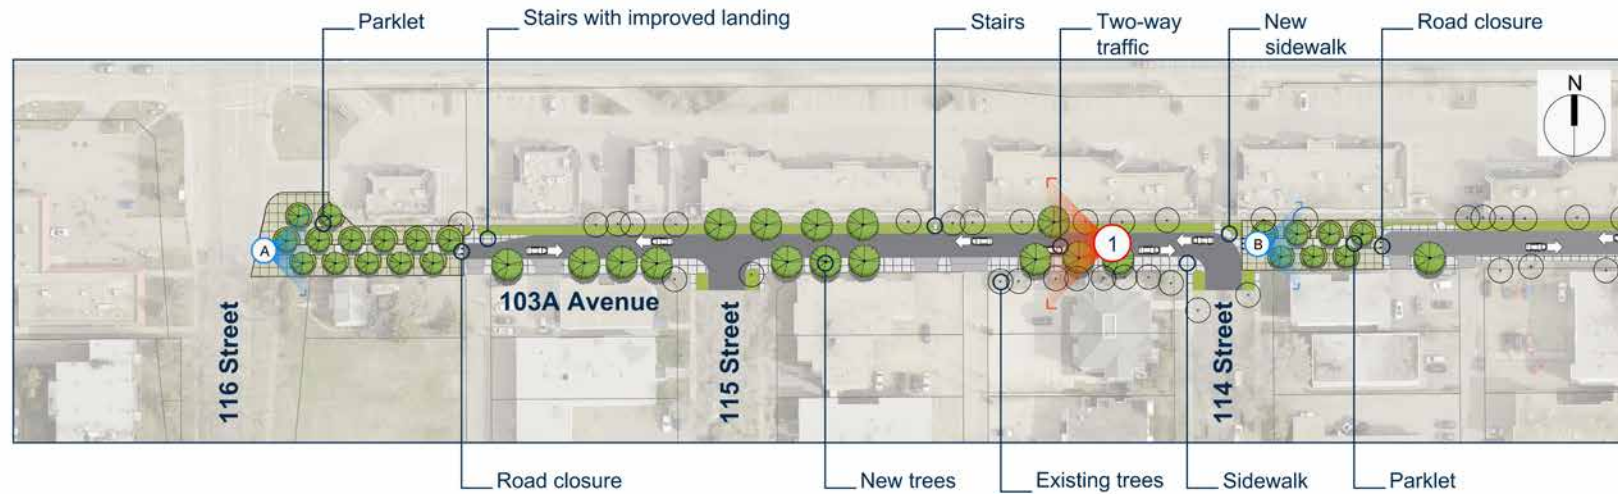 Parklet
Stairs with improved landing
Stairs
Two-way
traffic
New
sidewalk
Road closure
N
A
1
B
103A Avenue
116 Street
115 Street
114 Street
Road closure
New trees
Existing trees
Sidewalk
Parklet